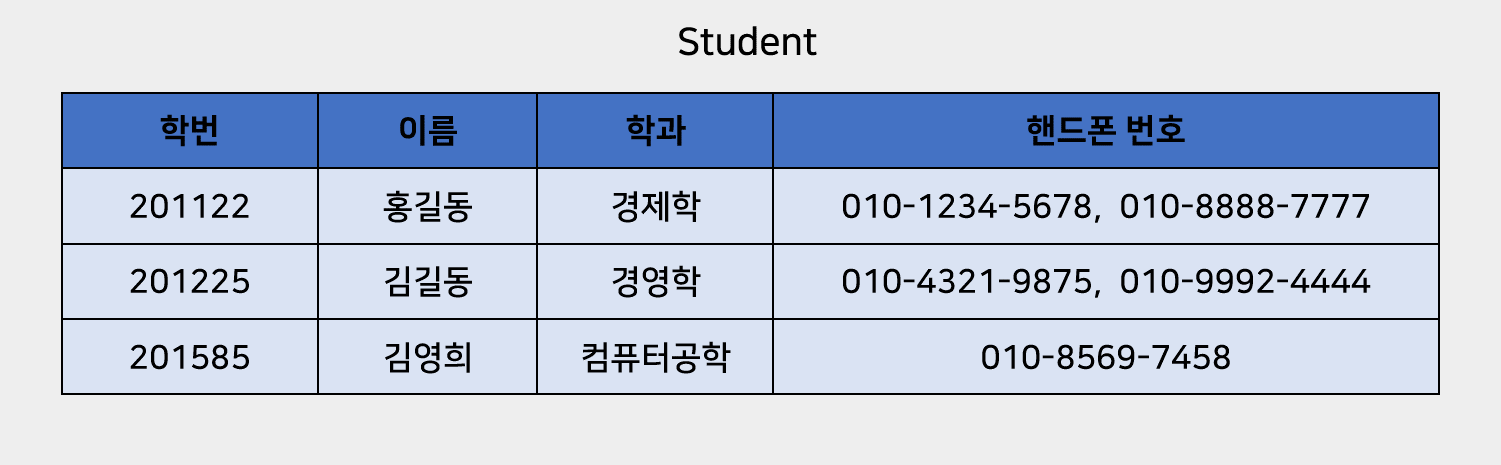 Student
학번 이름 학과 핸드폰 번호
201122 홍길동 경제학 010-1234-5678, 010-8888-7777
201225 김길동 경영학 010-4321-9875, 010-9992-4444
201585 김영희 컴퓨터공학 010-8569-7458